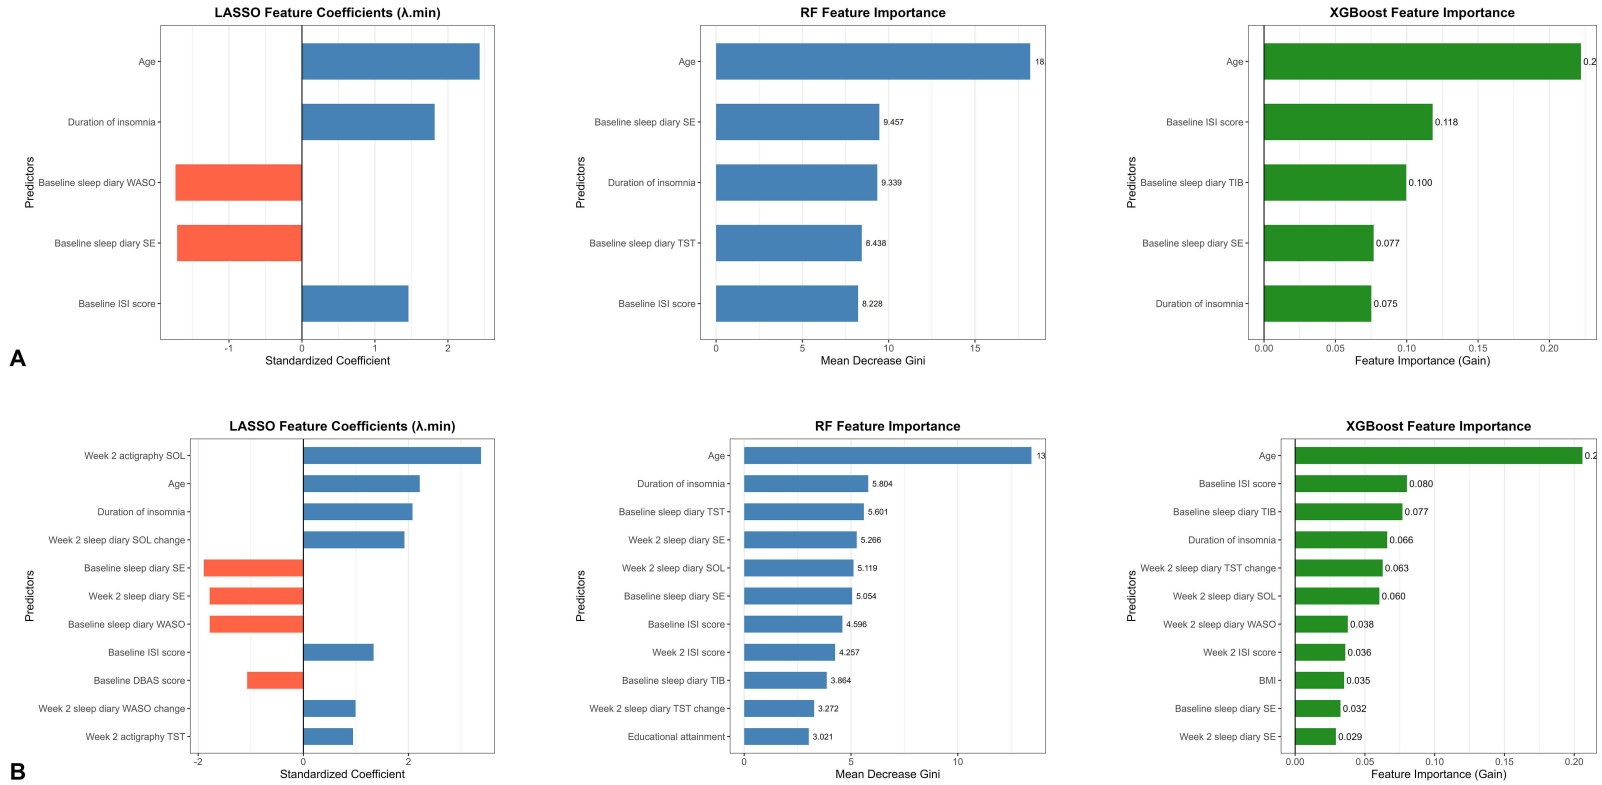 LASSO Feature Coefficients (λ.min)
Predictors
Age
Duration of insomnia
Baseline sleep diary WASO
Baseline sleep diary SE
Baseline ISI score
-1 0 1 2
Standardized Coefficient
RF Feature Importance
Predictors
Age 18.
Baseline sleep diary SE 9.457
Duration of insomnia 9.339
Baseline sleep diary TST 8.438
Baseline ISI score 8.228
0 5 10 15
Mean Decrease Gini
XGBoost Feature Importance
Predictors
Age 0.2
Baseline ISI score 0.118
Baseline sleep diary TIB 0.100
Baseline sleep diary SE 0.077
Duration of insomnia 0.075
0.00 0.05 0.10 0.15 0.20
Feature Importance (Gain)
A
LASSO Feature Coefficients (λ.min)
Predictors
Week 2 actigraphy SOL
Age
Duration of insomnia
Week 2 sleep diary SOL change
Baseline sleep diary SE
Week 2 sleep diary SE
Baseline sleep diary WASO
Baseline ISI score
Baseline DBAS score
Week 2 sleep diary WASO change
Week 2 actigraphy TST
-2 0 2
Standardized Coefficient
RF Feature Importance
Predictors
Age 13
Duration of insomnia 5.804
Baseline sleep diary TST 5.601
Week 2 sleep diary SE 5.266
Week 2 sleep diary SOL 5.119
Baseline sleep diary SE 5.054
Baseline ISI score 4.596
Week 2 ISI score 4.257
Baseline sleep diary TIB 3.864
Week 2 sleep diary TST change 3.272
Educational attainment 3.021
0 5 10
Mean Decrease Gini
XGBoost Feature Importance
Predictors
Age 0.2
Baseline ISI score 0.080
Baseline sleep diary TIB 0.077
Duration of insomnia 0.066
Week 2 sleep diary TST change 0.063
Week 2 sleep diary SOL 0.060
Week 2 sleep diary WASO 0.038
Week 2 ISI score 0.036
BMI 0.035
Baseline sleep diary SE 0.032
Week 2 sleep diary SE 0.029
0.00 0.05 0.10 0.15 0.20
Feature Importance (Gain)
B